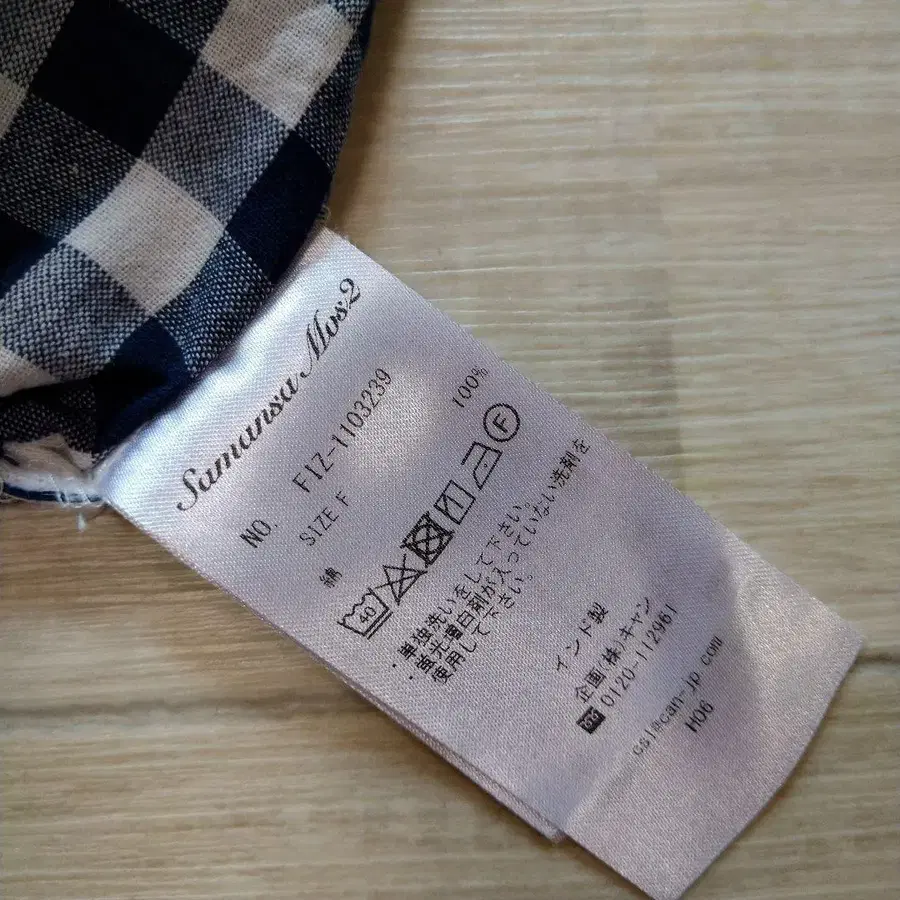 Samansa Mos2
NO. FIZ-1103239
SIZE F
綿 100%
40 F
・単独洗いをして下さい。
・蛍光増白剤が入っていない洗剤を
使用して下さい。
インド製
企画(株)キャン
0120-112961
csl@can-jp.com
H06